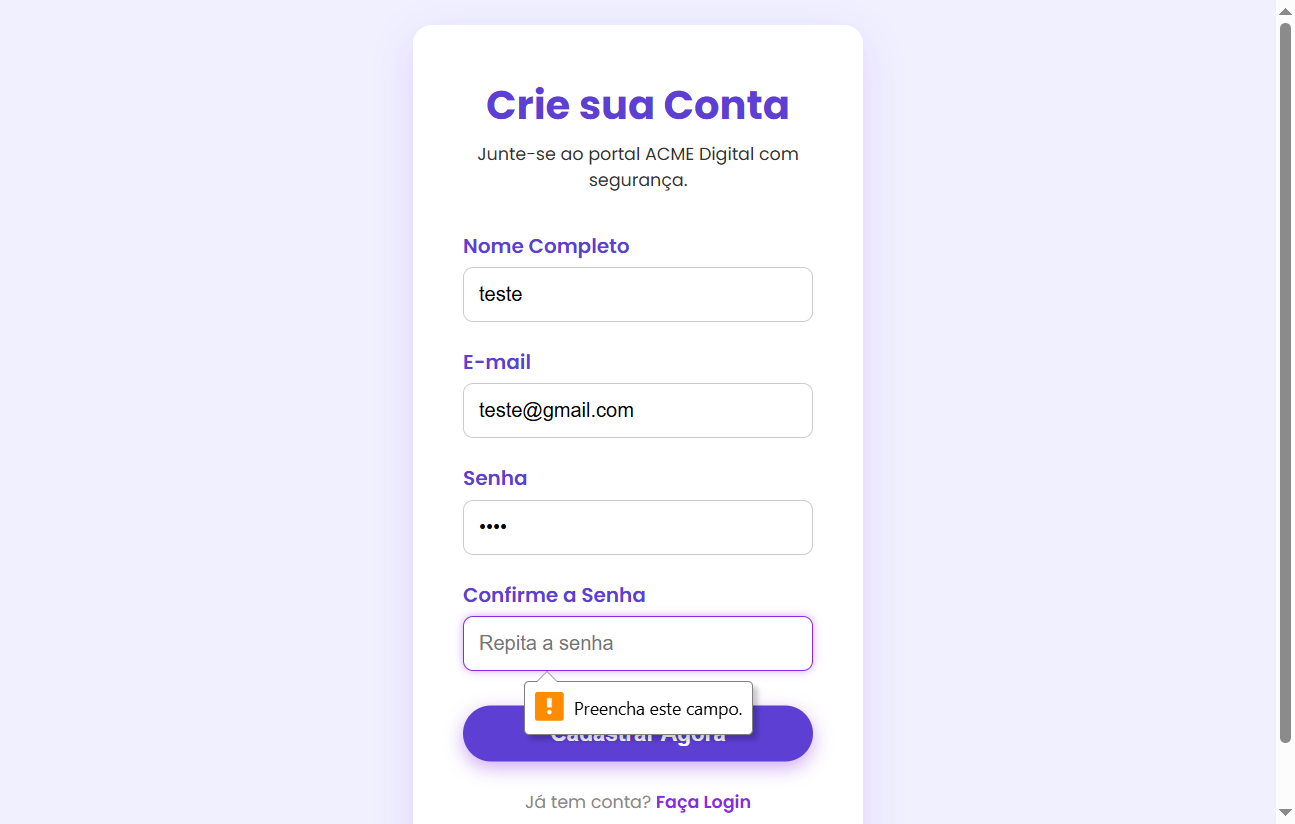 Crie sua Conta
Junte-se ao portal ACME Digital com
segurança.
Nome Completo
teste
E-mail
teste@gmail.com
Senha
••••
Confirme a Senha
Repita a senha
Preencha este campo.
Cadastrar Agora
Já tem conta? Faça Login